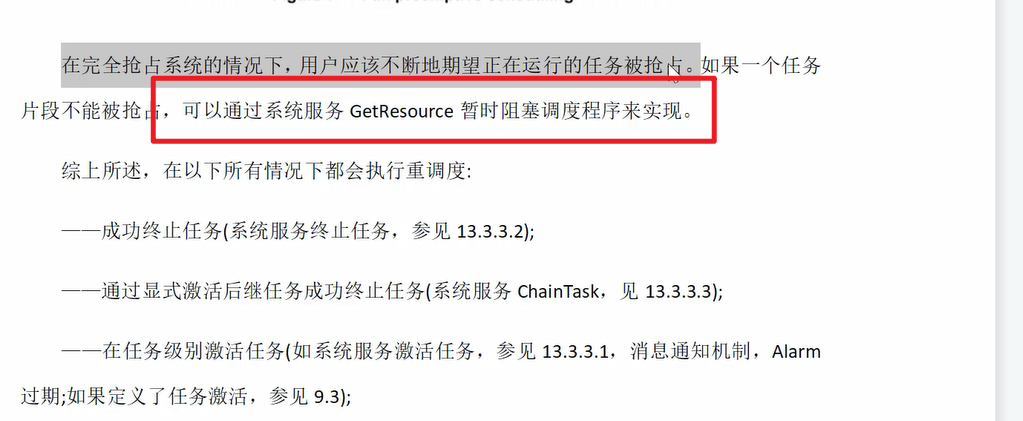 在完全抢占系统的情况下，用户应该不断地期望正在运行的任务被抢占。如果一个任务
片段不能被抢占，可以通过系统服务 GetResource 暂时阻塞调度程序来实现。
综上所述，在以下所有情况下都会执行重调度:
——成功终止任务(系统服务终止任务，参见 13.3.3.2);
——通过显式激活后继任务成功终止任务(系统服务 ChainTask，见 13.3.3.3);
——在任务级别激活任务(如系统服务激活任务，参见 13.3.3.1，消息通知机制，Alarm
过期;如果定义了任务激活，参见 9.3);